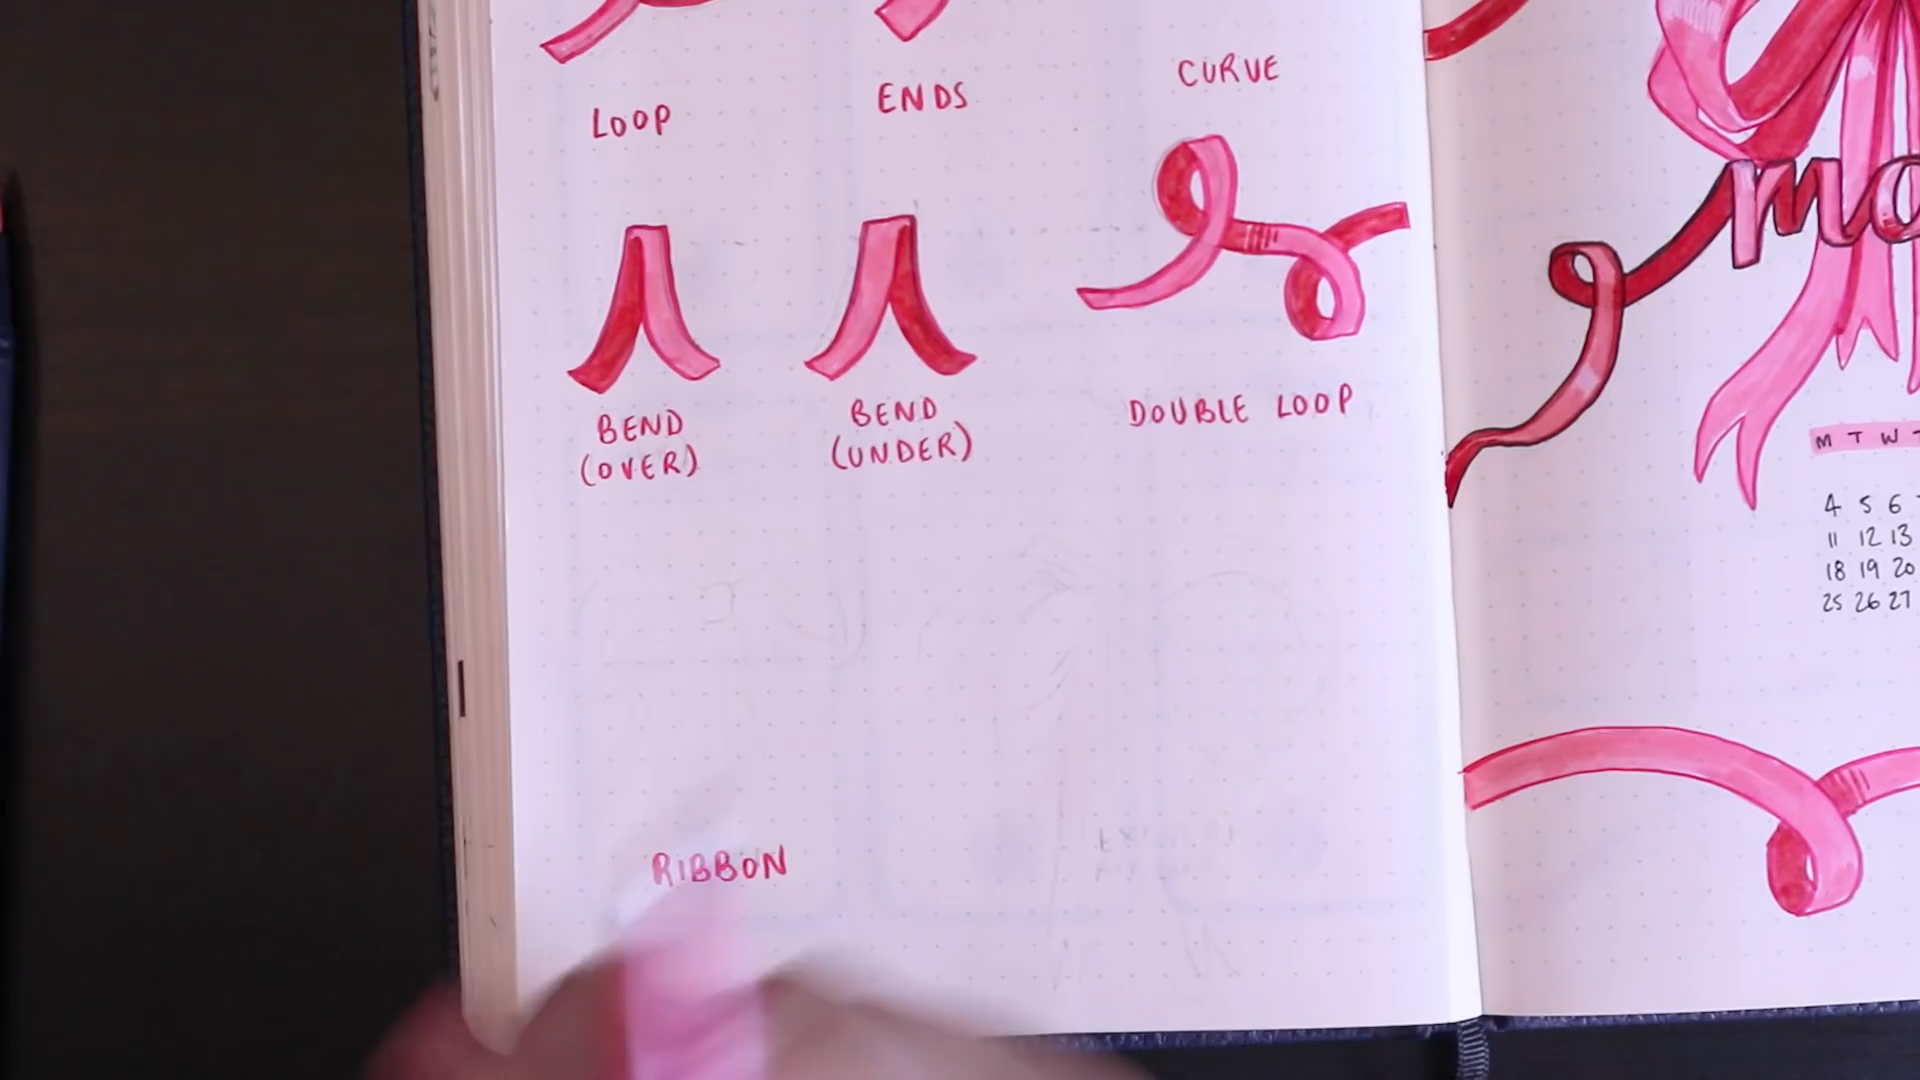 LOOP
ENDS
CURVE
BEND
(OVER)
BEND
(UNDER)
DOUBLE LOOP
RIBBON
M T W
4 5 6
11 12 13
18 19 20
25 26 27